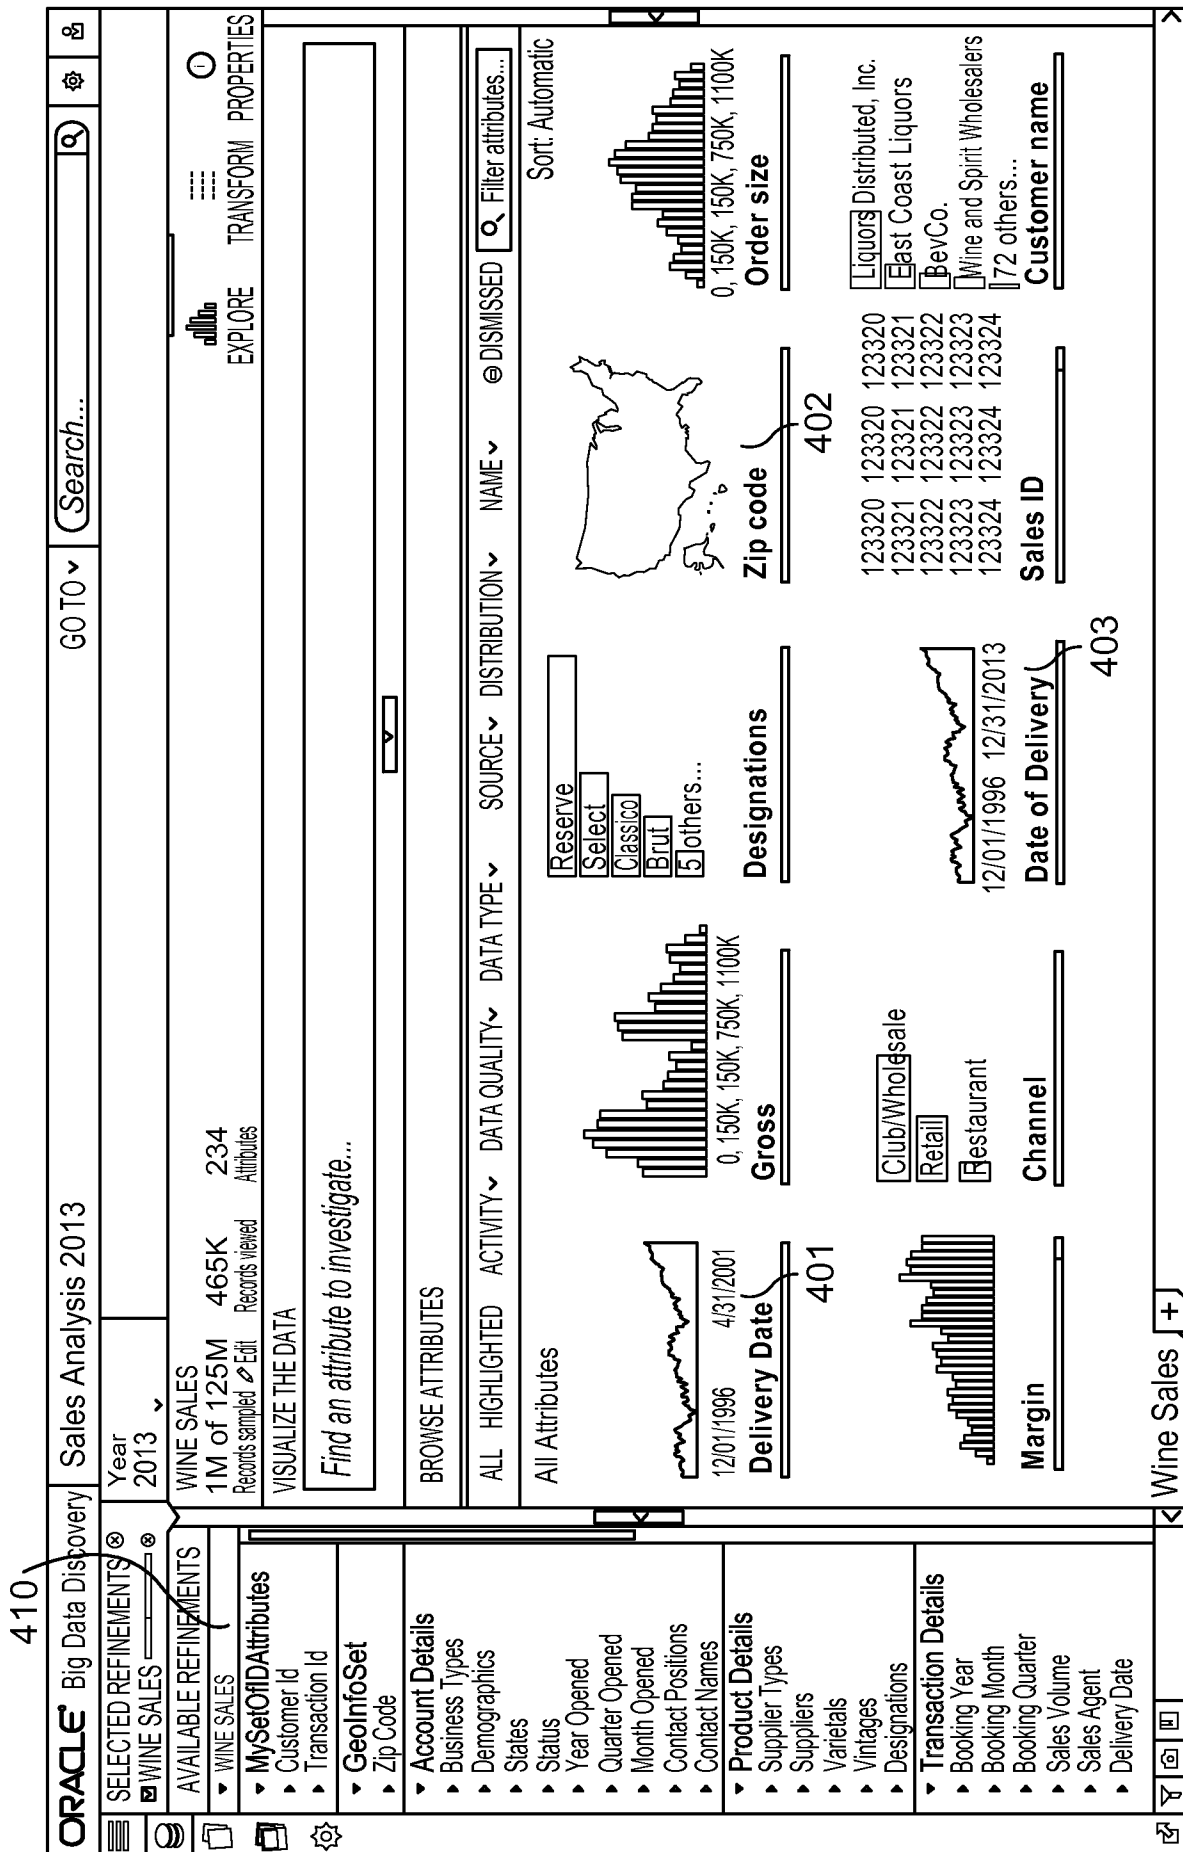 410
ORACLE® Big Data Discovery
Sales Analysis 2013
GO TO
Search...
SELECTED REFINEMENTS
WINE SALES
Year
2013
AVAILABLE REFINEMENTS
WINE SALES
MySetOfIDAttributes
Customer Id
Transaction Id
GeoInfoSet
Zip Code
Account Details
Business Types
Demographics
States
Status
Year Opened
Quarter Opened
Month Opened
Contact Positions
Contact Names
Product Details
Supplier Types
Suppliers
Varietals
Vintages
Designations
Transaction Details
Booking Year
Booking Month
Booking Quarter
Sales Volume
Sales Agent
Delivery Date
WINE SALES
1M of 125M 465K 234
Records sampled Edit Records viewed Attributes
EXPLORE TRANSFORM PROPERTIES
VISUALIZE THE DATA
Find an attribute to investigate...
BROWSE ATTRIBUTES
ALL HIGHLIGHTED ACTIVITY DATA QUALITY DATA TYPE SOURCE DISTRIBUTION NAME DISMISSED Filter attributes...
All Attributes
Sort: Automatic
12/01/1996 4/31/2001
Delivery Date
401
0, 150K, 150K, 750K, 1100K
Gross
Reserve
Select
Classico
Brut
5 others...
Designations
Zip code
402
0, 150K, 150K, 750K, 1100K
Order size
Margin
Club/Wholesale
Retail
Restaurant
Channel
12/01/1996 12/31/2013
Date of Delivery
403
123320 123320 123320
123321 123321 123321
123322 123322 123322
123323 123323 123323
123324 123324 123324
Sales ID
Liquors Distributed, Inc.
East Coast Liquors
BevCo.
Wine and Spirit Wholesalers
72 others...
Customer name
Wine Sales +